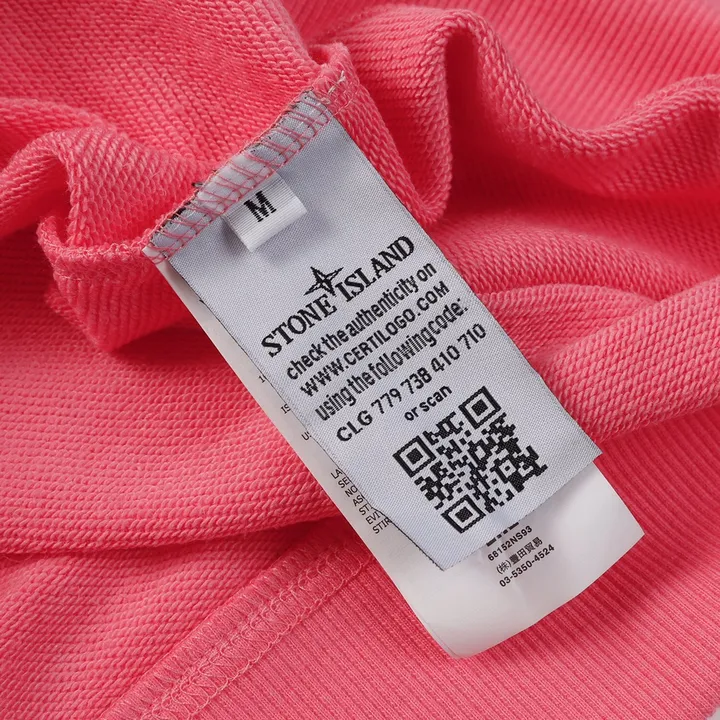 M
STONE ISLAND
check the authenticity on
WWW.CERTILOGO.COM
using the following code:
CLG 779 738 410 710
or scan
68152NS93
(株)豊田貿易
03-5350-4524